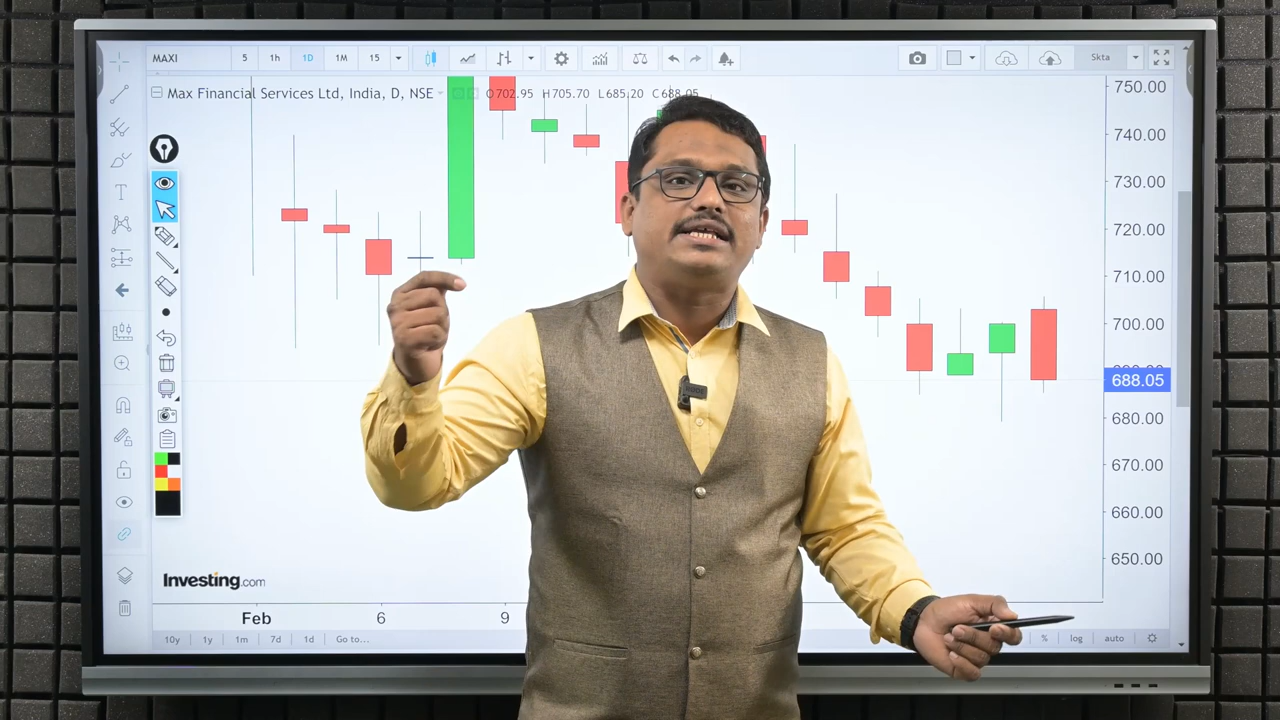 MAXI 5 1h 1D 1M 15 Skta
Max Financial Services Ltd, India, D, NSE O702.95 H705.70 L685.20 C688.05
750.00
740.00
730.00
720.00
710.00
700.00
688.05
680.00
670.00
660.00
650.00
Investing.com
Feb 6 9
10y 1y 1m 7d 1d Go to... % log auto